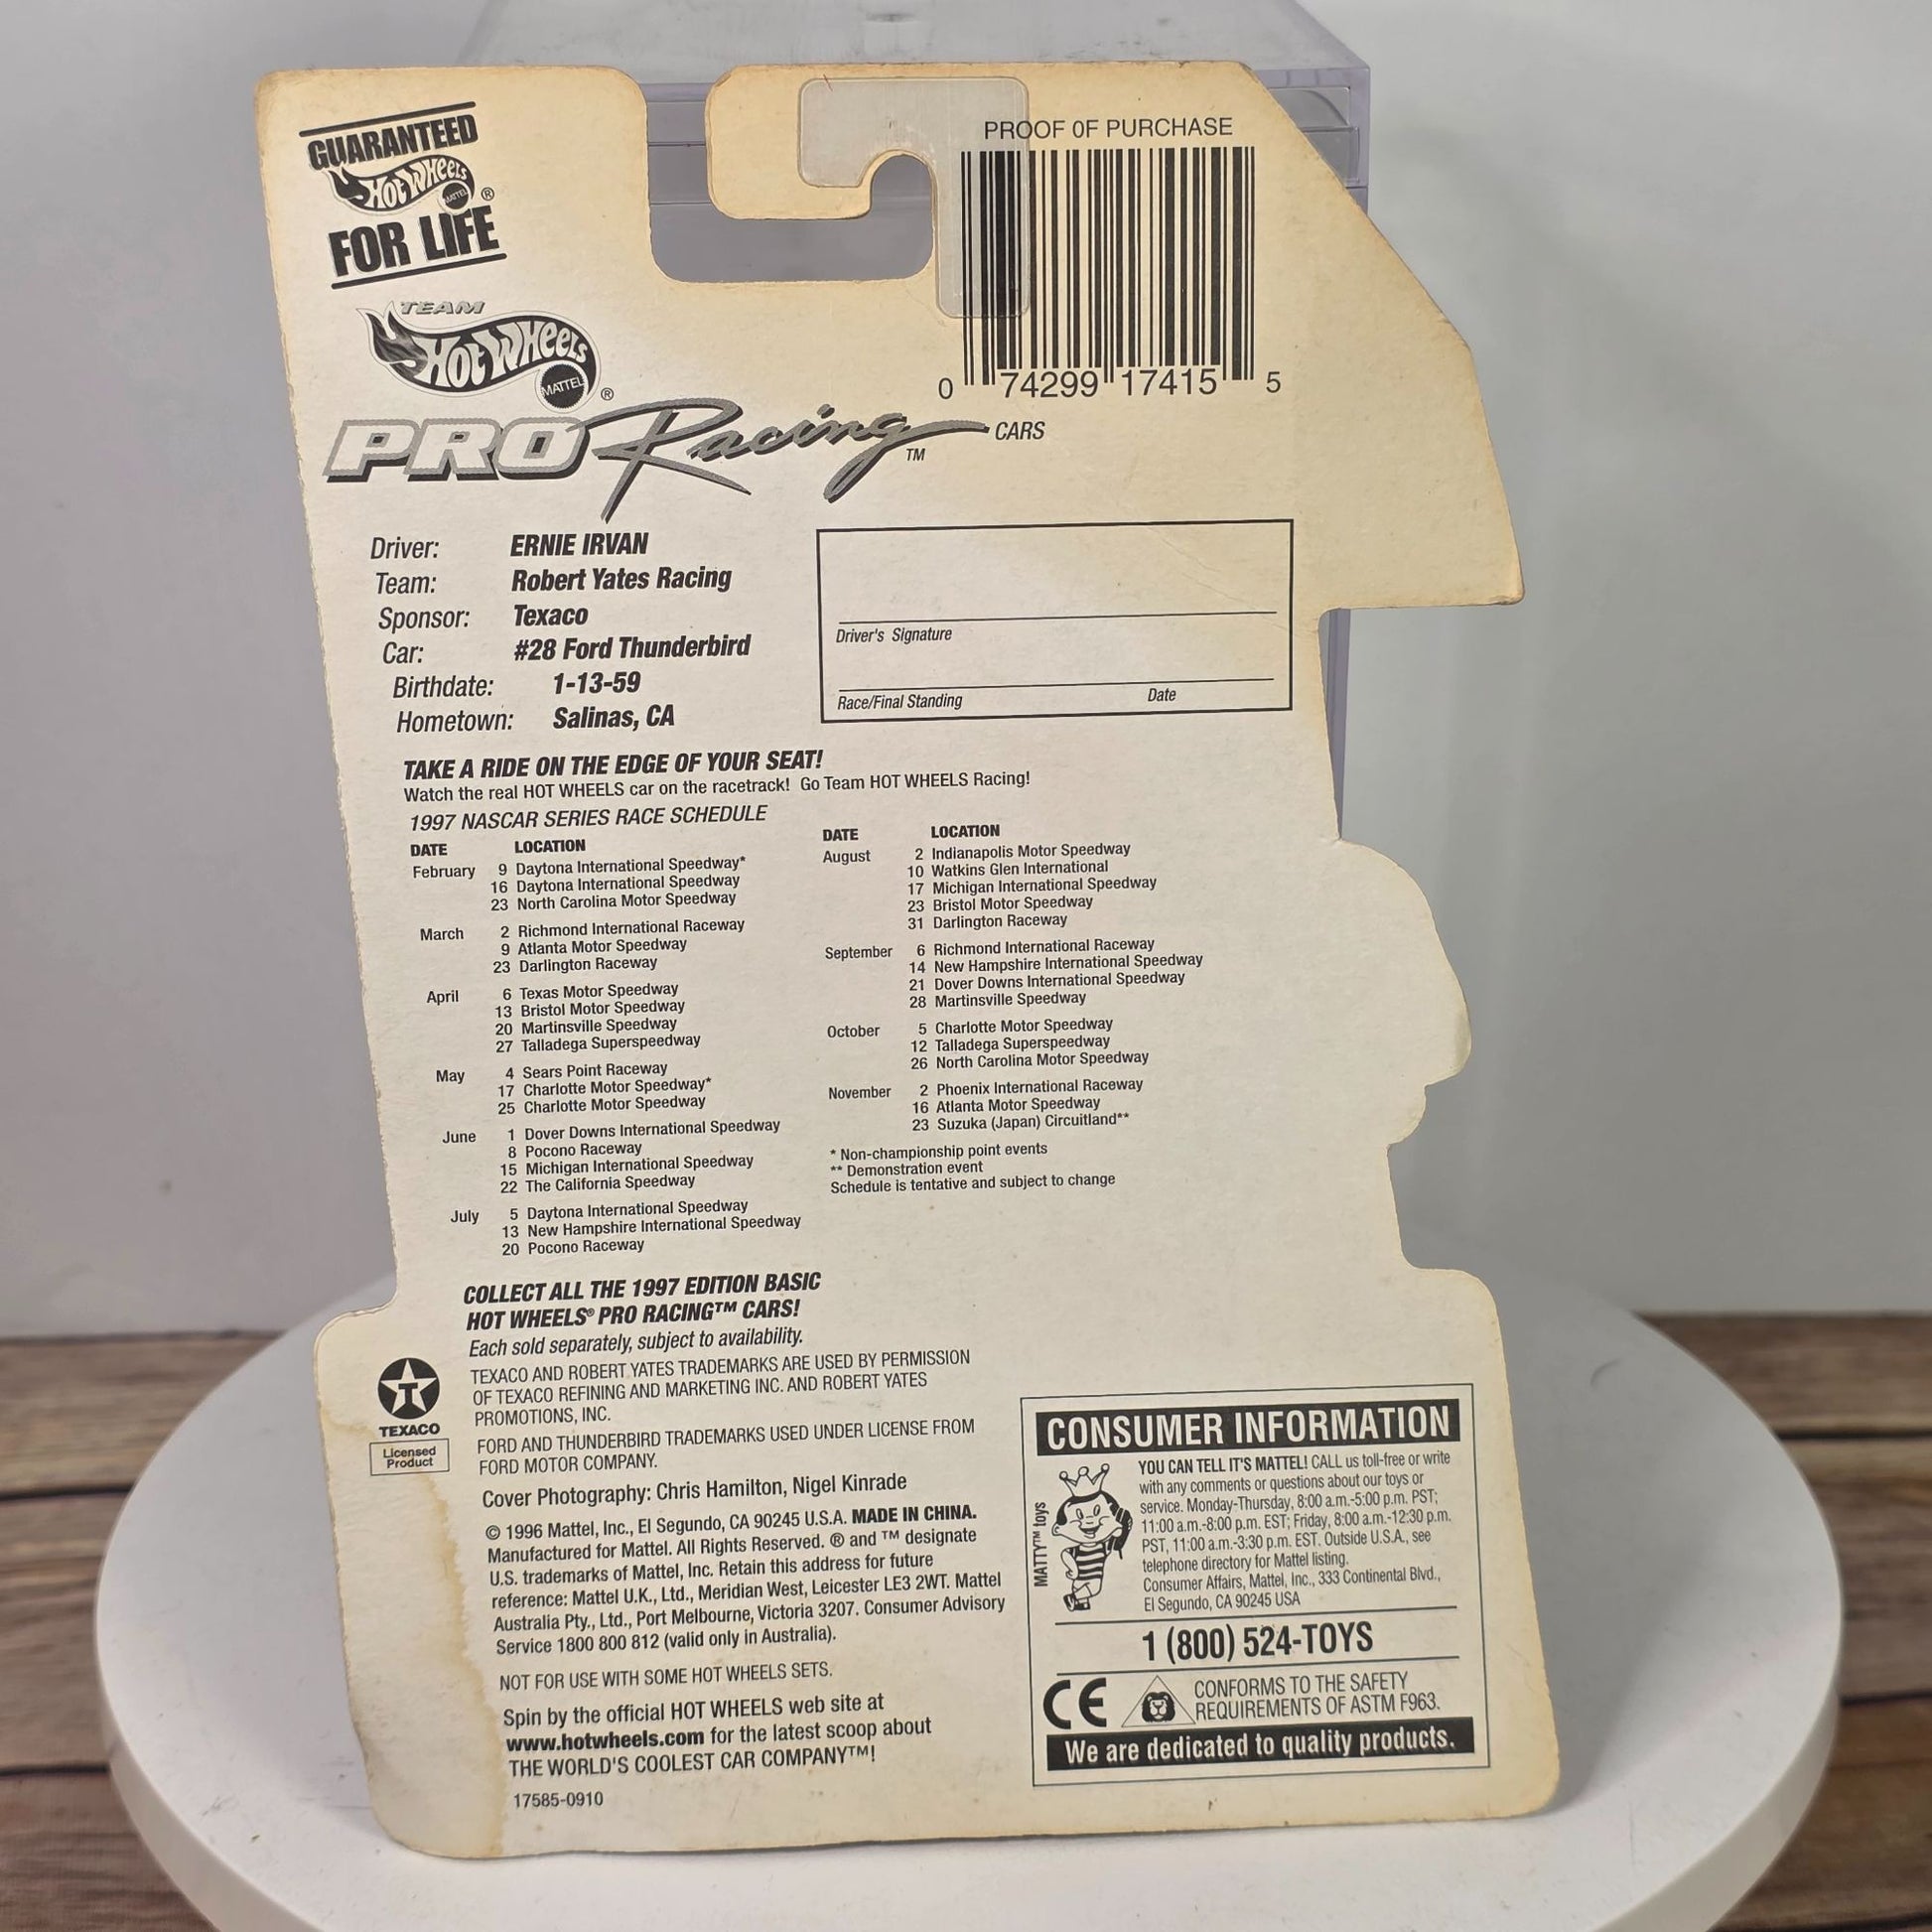 GUARANTEED
HOT WHEELS
MATTEL ®
FOR LIFE
PROOF OF PURCHASE
0 74299 17415 5
TEAM
HOT WHEELS
MATTEL ®
PRO Racing™ CARS
Driver: ERNIE IRVAN
Team: Robert Yates Racing
Sponsor: Texaco
Car: #28 Ford Thunderbird
Birthdate: 1-13-59
Hometown: Salinas, CA
Driver's Signature
Race/Final Standing Date
TAKE A RIDE ON THE EDGE OF YOUR SEAT!
Watch the real HOT WHEELS car on the racetrack! Go Team HOT WHEELS Racing!
1997 NASCAR SERIES RACE SCHEDULE
DATE LOCATION
February 9 Daytona International Speedway*
16 Daytona International Speedway
23 North Carolina Motor Speedway
March 2 Richmond International Raceway
9 Atlanta Motor Speedway
23 Darlington Raceway
April 6 Texas Motor Speedway
13 Bristol Motor Speedway
20 Martinsville Speedway
27 Talladega Superspeedway
May 4 Sears Point Raceway
17 Charlotte Motor Speedway*
25 Charlotte Motor Speedway
June 1 Dover Downs International Speedway
8 Pocono Raceway
15 Michigan International Speedway
22 The California Speedway
July 5 Daytona International Speedway
13 New Hampshire International Speedway
20 Pocono Raceway
DATE LOCATION
August 2 Indianapolis Motor Speedway
10 Watkins Glen International
17 Michigan International Speedway
23 Bristol Motor Speedway
31 Darlington Raceway
September 6 Richmond International Raceway
14 New Hampshire International Speedway
21 Dover Downs International Speedway
28 Martinsville Speedway
October 5 Charlotte Motor Speedway
12 Talladega Superspeedway
26 North Carolina Motor Speedway
November 2 Phoenix International Raceway
16 Atlanta Motor Speedway
23 Suzuka (Japan) Circuitland**
* Non-championship point events
** Demonstration event
Schedule is tentative and subject to change
COLLECT ALL THE 1997 EDITION BASIC
HOT WHEELS® PRO RACING™ CARS!
Each sold separately, subject to availability.
T
TEXACO
Licensed
Product
TEXACO AND ROBERT YATES TRADEMARKS ARE USED BY PERMISSION
OF TEXACO REFINING AND MARKETING INC. AND ROBERT YATES
PROMOTIONS, INC.
FORD AND THUNDERBIRD TRADEMARKS USED UNDER LICENSE FROM
FORD MOTOR COMPANY.
Cover Photography: Chris Hamilton, Nigel Kinrade
© 1996 Mattel, Inc., El Segundo, CA 90245 U.S.A. MADE IN CHINA.
Manufactured for Mattel. All Rights Reserved. ® and ™ designate
U.S. trademarks of Mattel, Inc. Retain this address for future
reference: Mattel U.K., Ltd., Meridian West, Leicester LE3 2WT. Mattel
Australia Pty., Ltd., Port Melbourne, Victoria 3207. Consumer Advisory
Service 1800 800 812 (valid only in Australia).
NOT FOR USE WITH SOME HOT WHEELS SETS.
Spin by the official HOT WHEELS web site at
www.hotwheels.com for the latest scoop about
THE WORLD'S COOLEST CAR COMPANY™!
17585-0910
CONSUMER INFORMATION
MATTY™ toys
YOU CAN TELL IT'S MATTEL! CALL us toll-free or write
with any comments or questions about our toys or
service. Monday-Thursday, 8:00 a.m.-5:00 p.m. PST;
11:00 a.m.-8:00 p.m. EST; Friday, 8:00 a.m.-12:30 p.m.
PST, 11:00 a.m.-3:30 p.m. EST. Outside U.S.A., see
telephone directory for Mattel listing.
Consumer Affairs, Mattel, Inc., 333 Continental Blvd.,
El Segundo, CA 90245 USA
1 (800) 524-TOYS
CE
CONFORMS TO THE SAFETY
REQUIREMENTS OF ASTM F963.
We are dedicated to quality products.